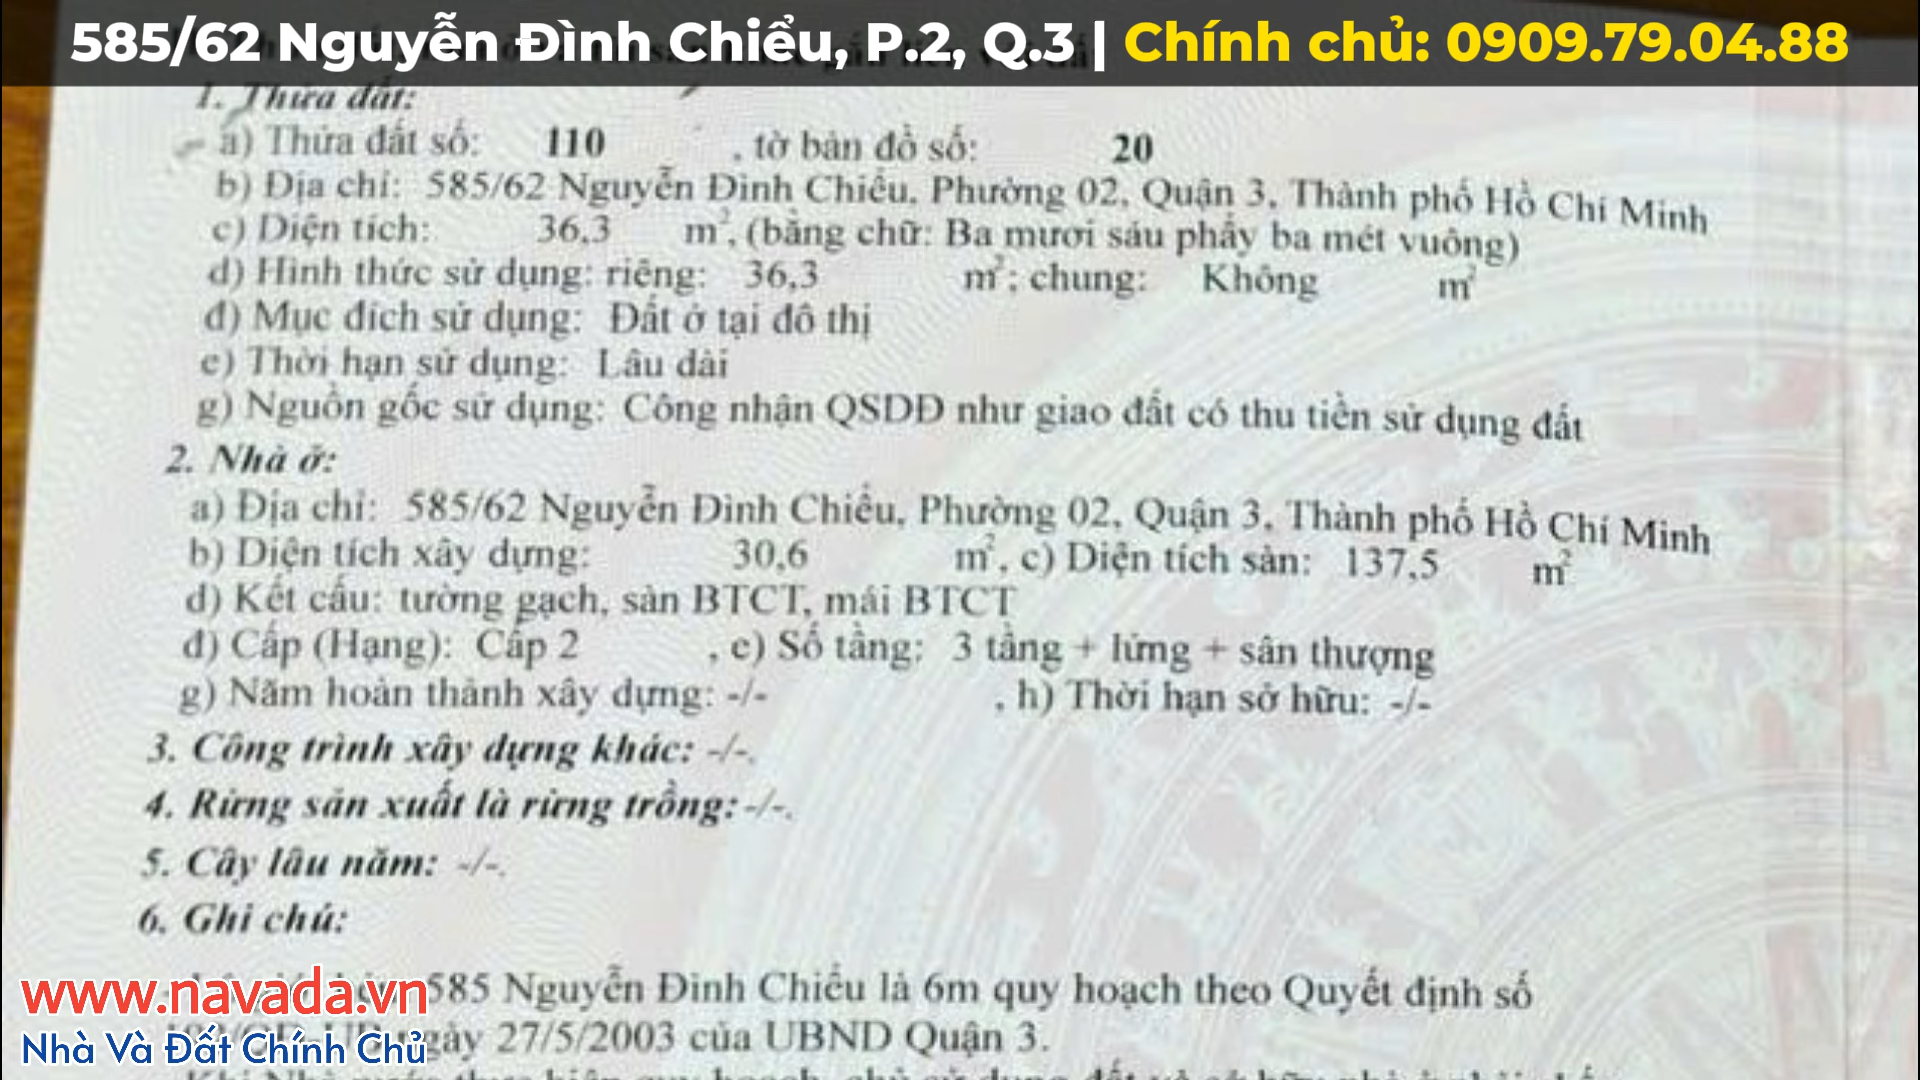 585/62 Nguyễn Đình Chiểu, P.2, Q.3 | Chính chủ: 0909.79.04.88
1. Thửa đất:
a) Thửa đất số: 110 , tờ bản đồ số: 20
b) Địa chỉ: 585/62 Nguyễn Đình Chiểu, Phường 02, Quận 3, Thành phố Hồ Chí Minh
c) Diện tích: 36,3 m², (bằng chữ: Ba mươi sáu phẩy ba mét vuông)
d) Hình thức sử dụng: riêng: 36,3 m²; chung: Không m²
đ) Mục đích sử dụng: Đất ở tại đô thị
e) Thời hạn sử dụng: Lâu dài
g) Nguồn gốc sử dụng: Công nhận QSDĐ như giao đất có thu tiền sử dụng đất
2. Nhà ở:
a) Địa chỉ: 585/62 Nguyễn Đình Chiểu, Phường 02, Quận 3, Thành phố Hồ Chí Minh
b) Diện tích xây dựng: 30,6 m², c) Diện tích sàn: 137,5 m²
d) Kết cấu: tường gạch, sàn BTCT, mái BTCT
đ) Cấp (Hạng): Cấp 2 , e) Số tầng: 3 tầng + lửng + sân thượng
g) Năm hoàn thành xây dựng: -/- , h) Thời hạn sở hữu: -/-
3. Công trình xây dựng khác: -/-.
4. Rừng sản xuất là rừng trồng: -/-.
5. Cây lâu năm: -/-.
6. Ghi chú:
585 Nguyễn Đình Chiểu là 6m quy hoạch theo Quyết định số
ngày 27/5/2003 của UBND Quận 3.
www.navada.vn
Nhà Và Đất Chính Chủ